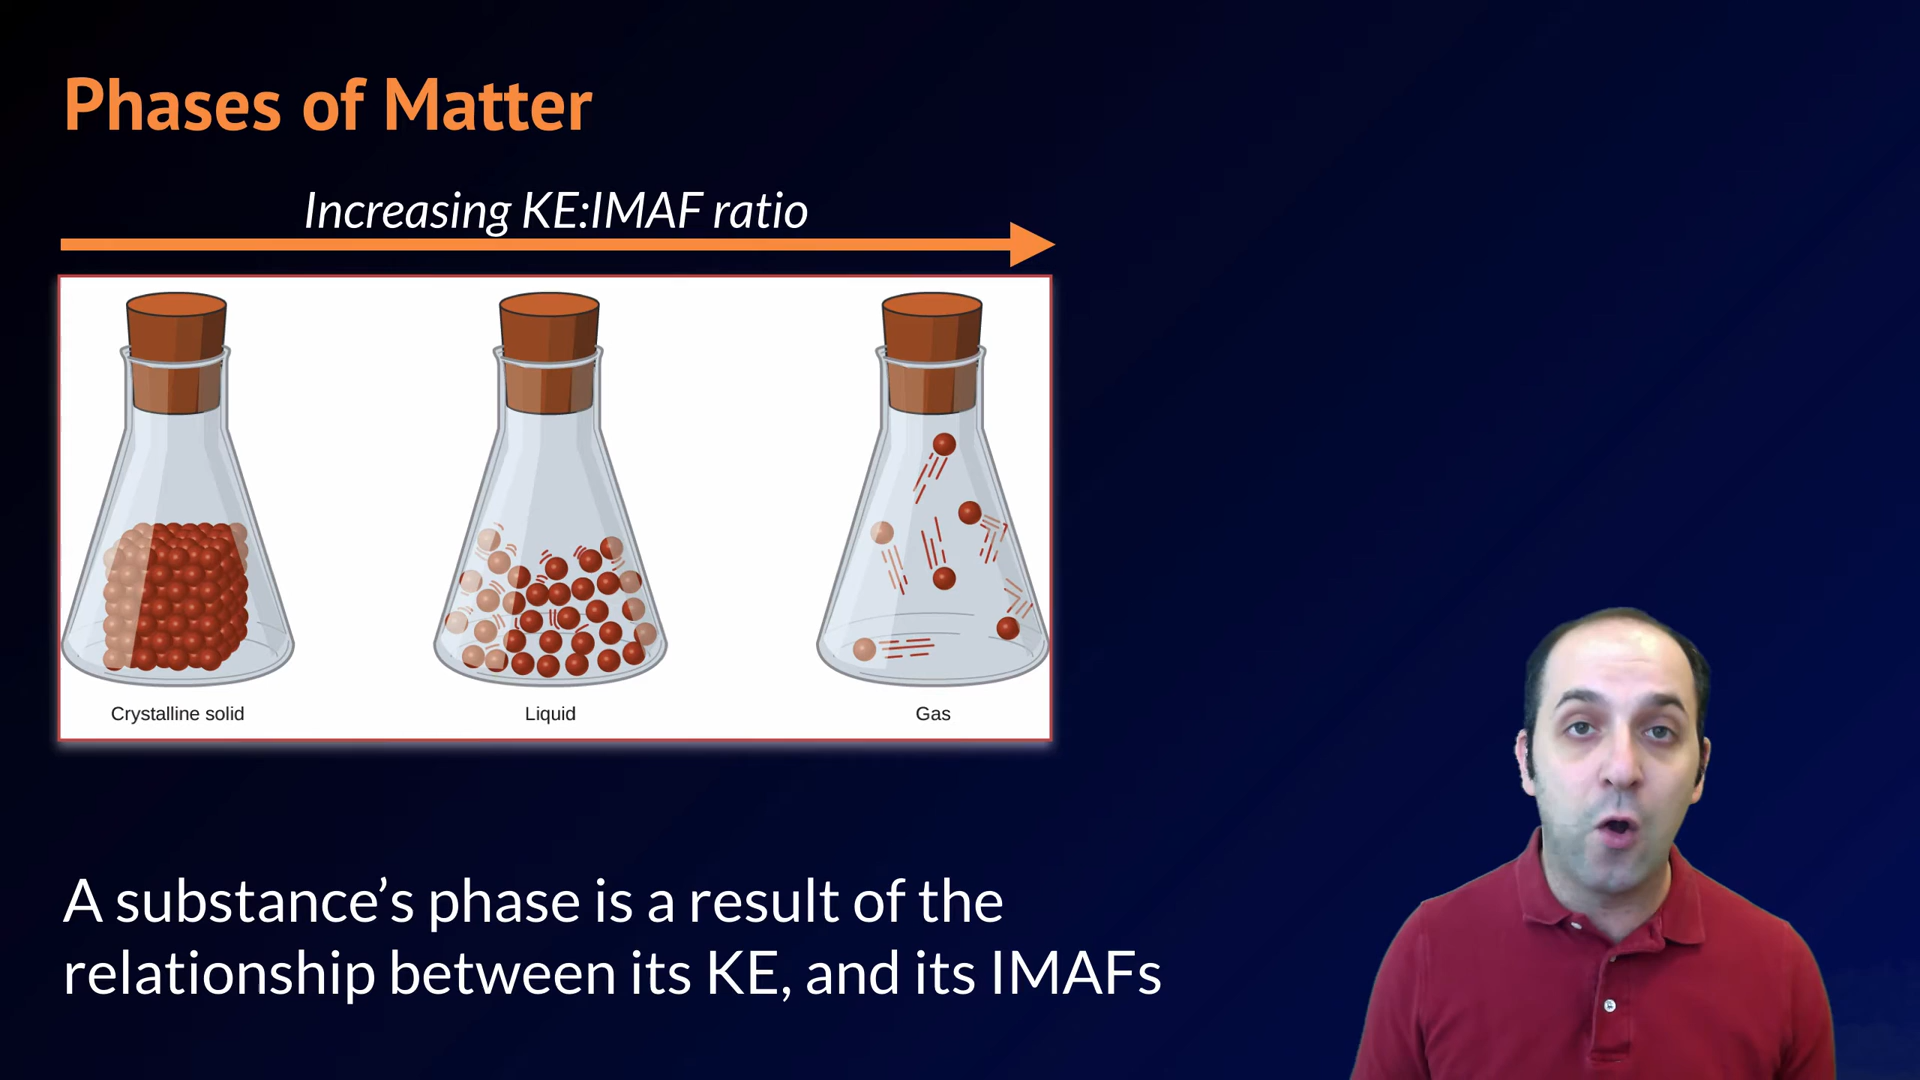 Phases of Matter
Increasing KE:IMAF ratio
Crystalline solid
Liquid
Gas
A substance’s phase is a result of the
relationship between its KE, and its IMAFs